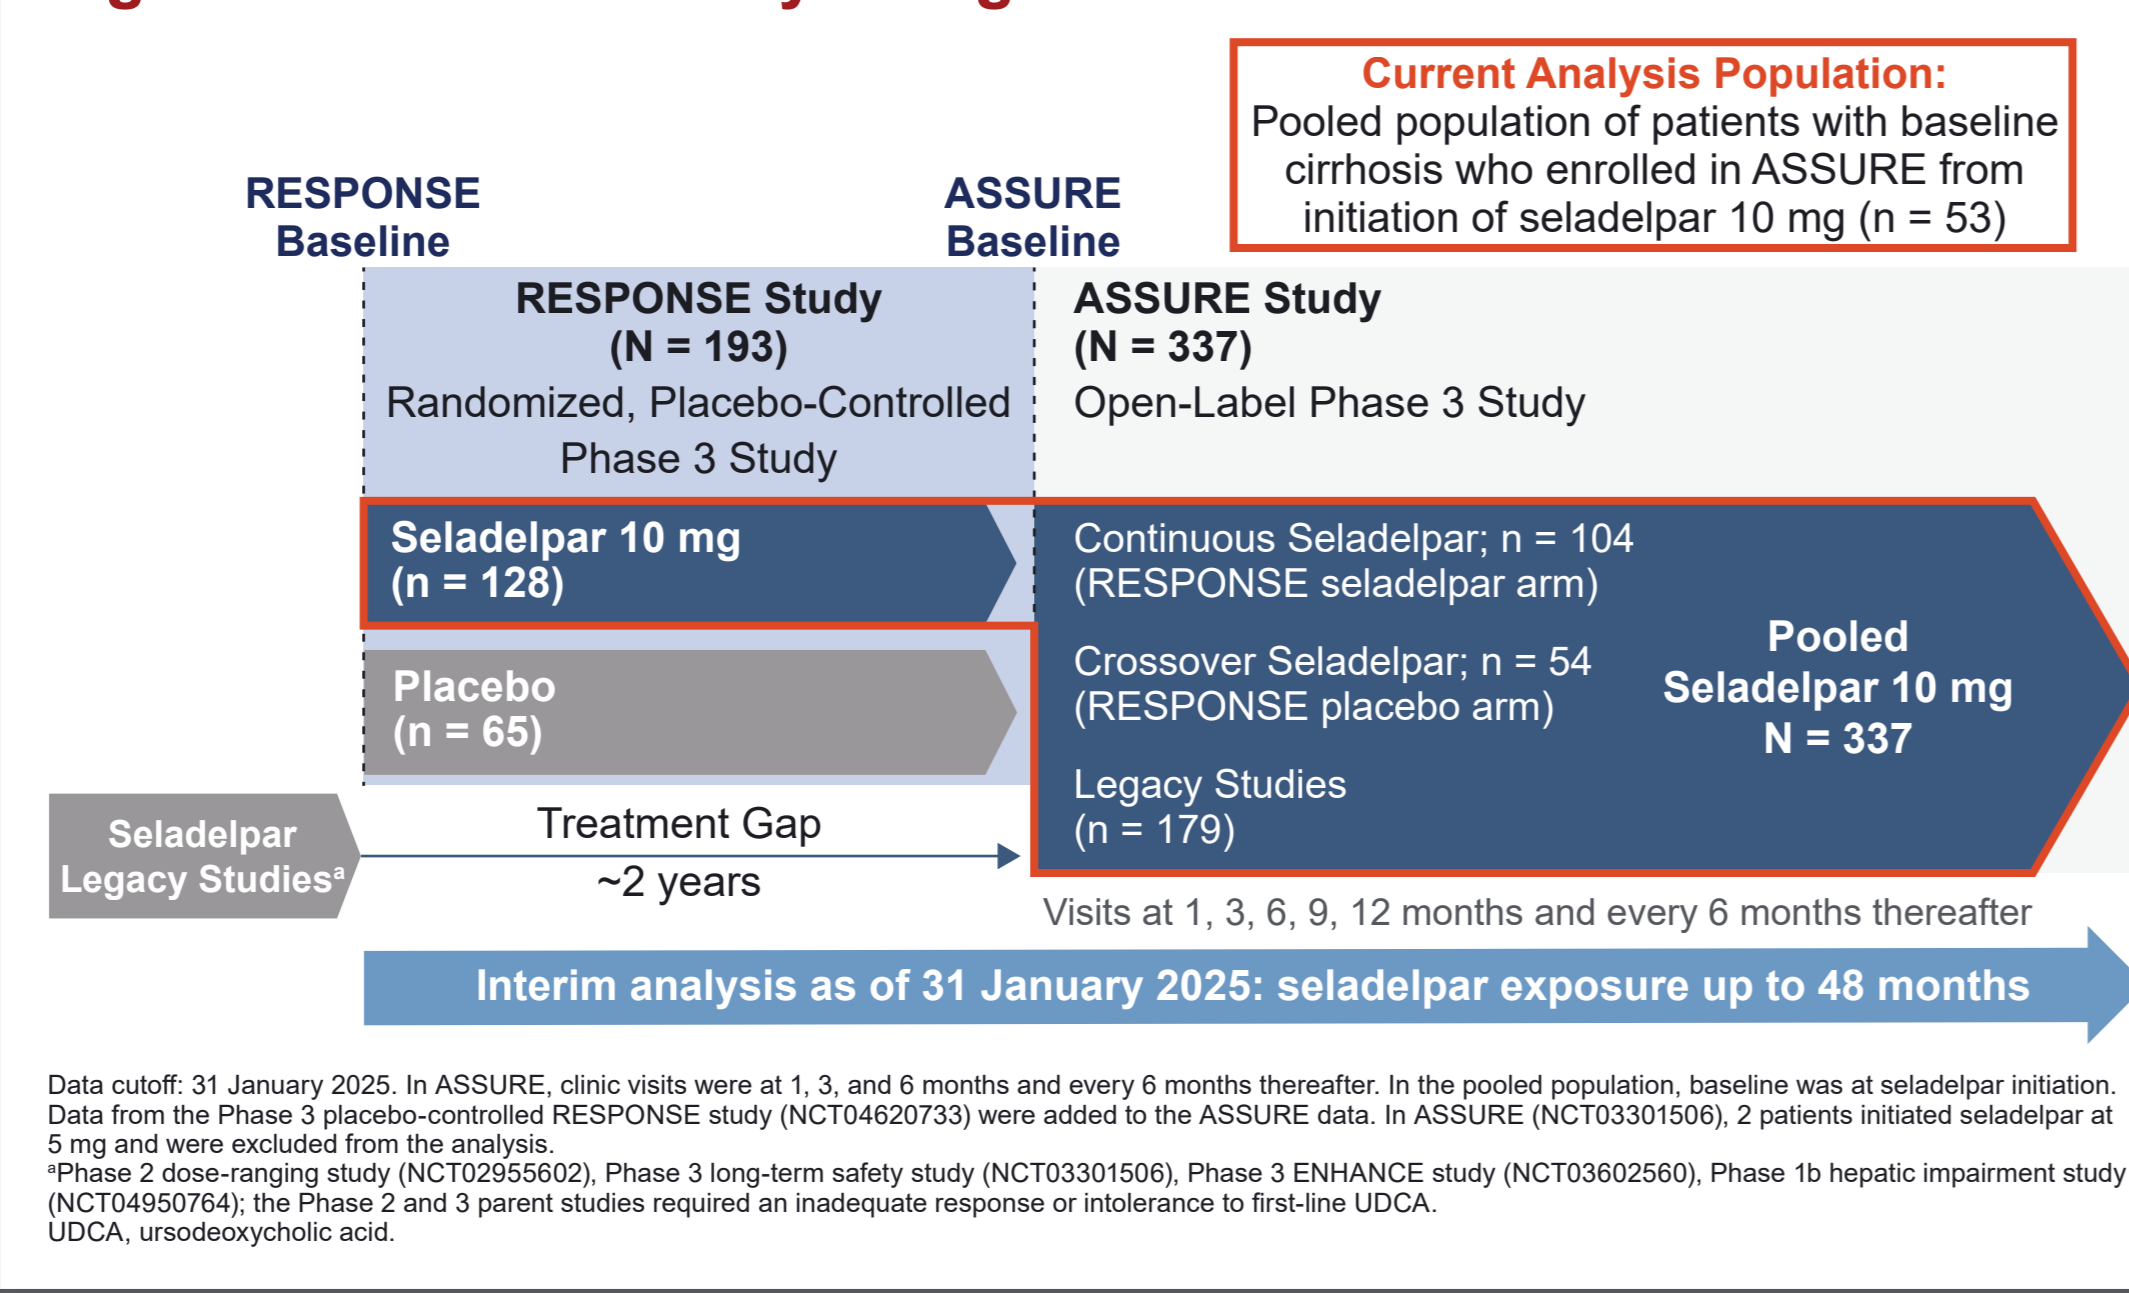 Current Analysis Population:
Pooled population of patients with baseline
cirrhosis who enrolled in ASSURE from
initiation of seladelpar 10 mg (n = 53)
RESPONSE
Baseline
ASSURE
Baseline
RESPONSE Study
(N = 193)
Randomized, Placebo-Controlled
Phase 3 Study
ASSURE Study
(N = 337)
Open-Label Phase 3 Study
Seladelpar 10 mg
(n = 128)
Placebo
(n = 65)
Continuous Seladelpar; n = 104
(RESPONSE seladelpar arm)
Crossover Seladelpar; n = 54
(RESPONSE placebo arm)
Legacy Studies
(n = 179)
Pooled
Seladelpar 10 mg
N = 337
Seladelpar
Legacy Studiesᵃ
Treatment Gap
~2 years
Visits at 1, 3, 6, 9, 12 months and every 6 months thereafter
Interim analysis as of 31 January 2025: seladelpar exposure up to 48 months
Data cutoff: 31 January 2025. In ASSURE, clinic visits were at 1, 3, and 6 months and every 6 months thereafter. In the pooled population, baseline was at seladelpar initiation.
Data from the Phase 3 placebo-controlled RESPONSE study (NCT04620733) were added to the ASSURE data. In ASSURE (NCT03301506), 2 patients initiated seladelpar at
5 mg and were excluded from the analysis.
ᵃPhase 2 dose-ranging study (NCT02955602), Phase 3 long-term safety study (NCT03301506), Phase 3 ENHANCE study (NCT03602560), Phase 1b hepatic impairment study
(NCT04950764); the Phase 2 and 3 parent studies required an inadequate response or intolerance to first-line UDCA.
UDCA, ursodeoxycholic acid.